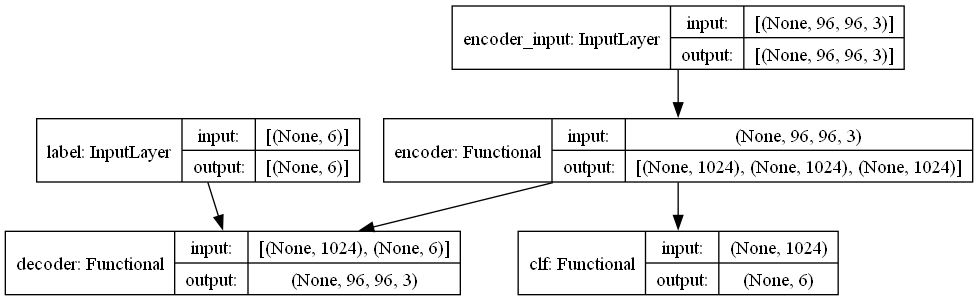 encoder_input: InputLayer
input: [(None, 96, 96, 3)]
output: [(None, 96, 96, 3)]
label: InputLayer
input: [(None, 6)]
output: [(None, 6)]
encoder: Functional
input: (None, 96, 96, 3)
output: [(None, 1024), (None, 1024), (None, 1024)]
decoder: Functional
input: [(None, 1024), (None, 6)]
output: (None, 96, 96, 3)
clf: Functional
input: (None, 1024)
output: (None, 6)